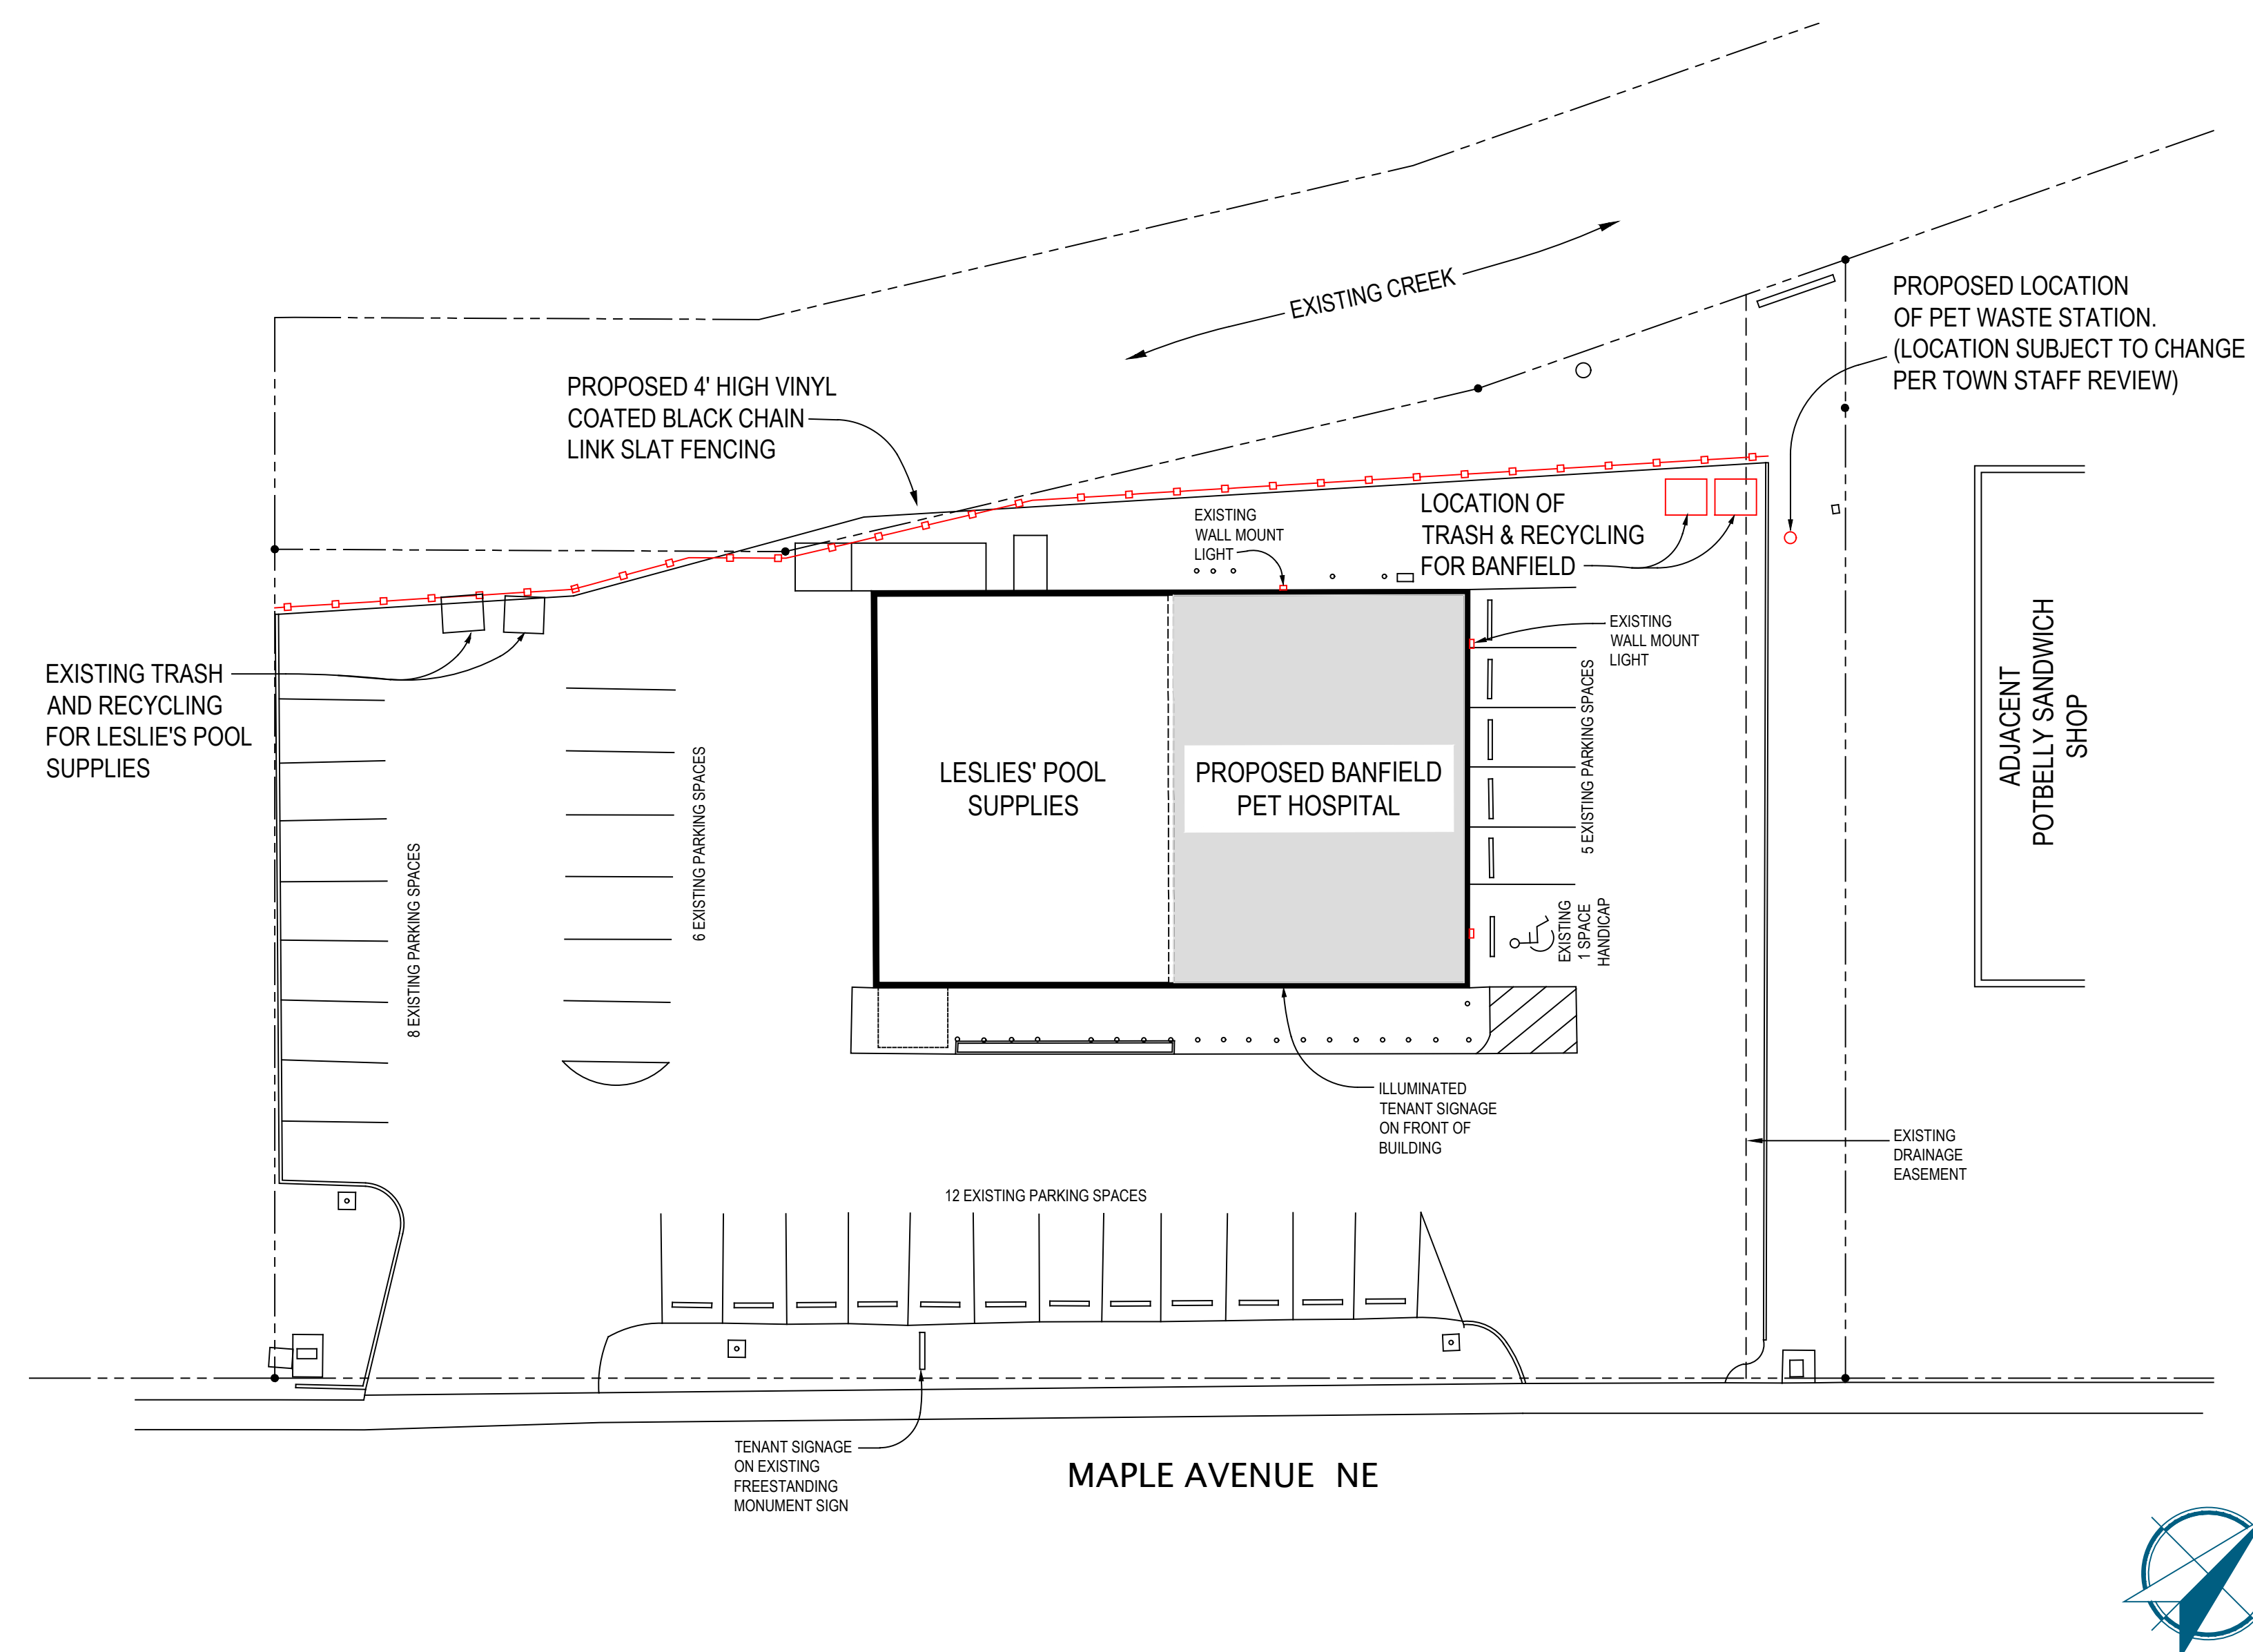 EXISTING CREEK
PROPOSED LOCATION
OF PET WASTE STATION.
(LOCATION SUBJECT TO CHANGE
PER TOWN STAFF REVIEW)
PROPOSED 4' HIGH VINYL
COATED BLACK CHAIN
LINK SLAT FENCING
EXISTING
WALL MOUNT
LIGHT
LOCATION OF
TRASH & RECYCLING
FOR BANFIELD
EXISTING
WALL MOUNT
LIGHT
EXISTING TRASH
AND RECYCLING
FOR LESLIE'S POOL
SUPPLIES
8 EXISTING PARKING SPACES
6 EXISTING PARKING SPACES
LESLIES' POOL
SUPPLIES
PROPOSED BANFIELD
PET HOSPITAL
5 EXISTING PARKING SPACES
EXISTING
1 SPACE
HANDICAP
ADJACENT
POTBELLY SANDWICH
SHOP
ILLUMINATED
TENANT SIGNAGE
ON FRONT OF
BUILDING
EXISTING
DRAINAGE
EASEMENT
12 EXISTING PARKING SPACES
TENANT SIGNAGE
ON EXISTING
FREESTANDING
MONUMENT SIGN
MAPLE AVENUE NE